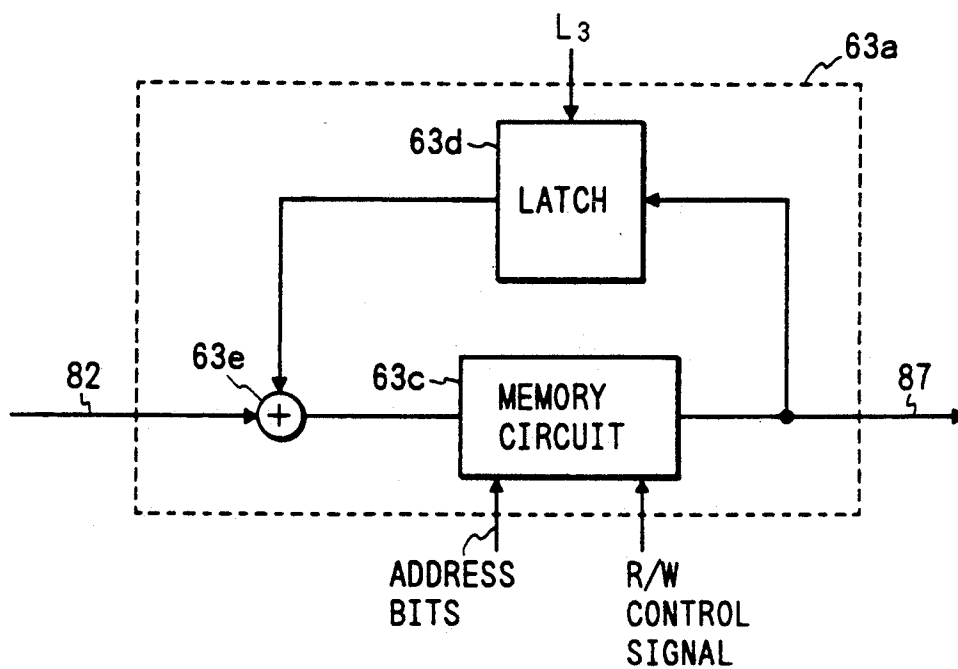 L3
63a
63d
LATCH
82
63e
63c
MEMORY
CIRCUIT
87
ADDRESS
BITS
R/W
CONTROL
SIGNAL